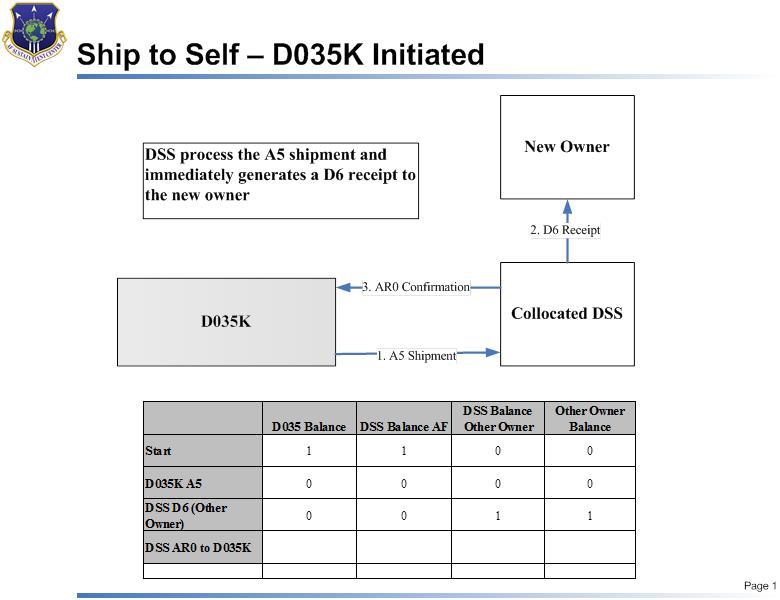 Ship to Self – D035K Initiated
DSS process the A5 shipment and
immediately generates a D6 receipt to
the new owner
New Owner
2. D6 Receipt
3. AR0 Confirmation
D035K
Collocated DSS
1. A5 Shipment
D035 Balance DSS Balance AF DSS Balance Other Owner Other Owner Balance
Start 1 1 0 0
D035K A5 0 0 0 0
DSS D6 (Other Owner) 0 0 1 1
DSS AR0 to D035K
Page 1